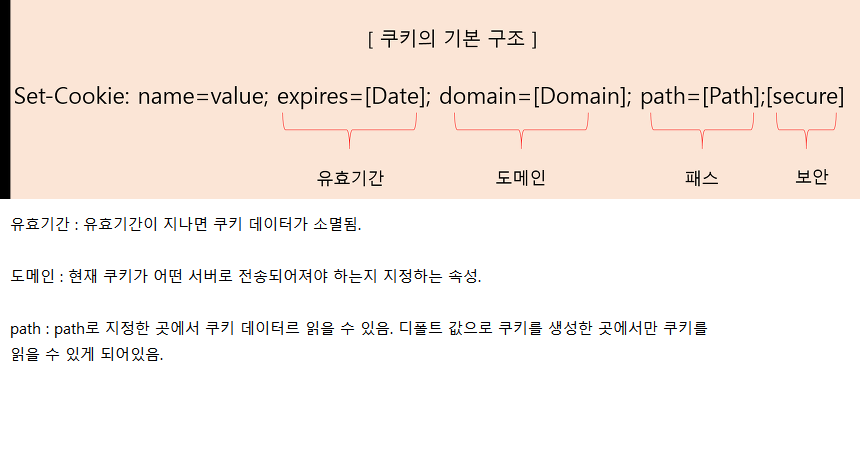 [ 쿠키의 기본 구조 ]
Set-Cookie: name=value; expires=[Date]; domain=[Domain]; path=[Path];[secure]
유효기간 도메인 패스 보안
유효기간 : 유효기간이 지나면 쿠키 데이터가 소멸됨.
도메인 : 현재 쿠키가 어떤 서버로 전송되어져야 하는지 지정하는 속성.
path : path로 지정한 곳에서 쿠키 데이터르 읽을 수 있음. 디폴트 값으로 쿠키를 생성한 곳에서만 쿠키를
읽을 수 있게 되어있음.